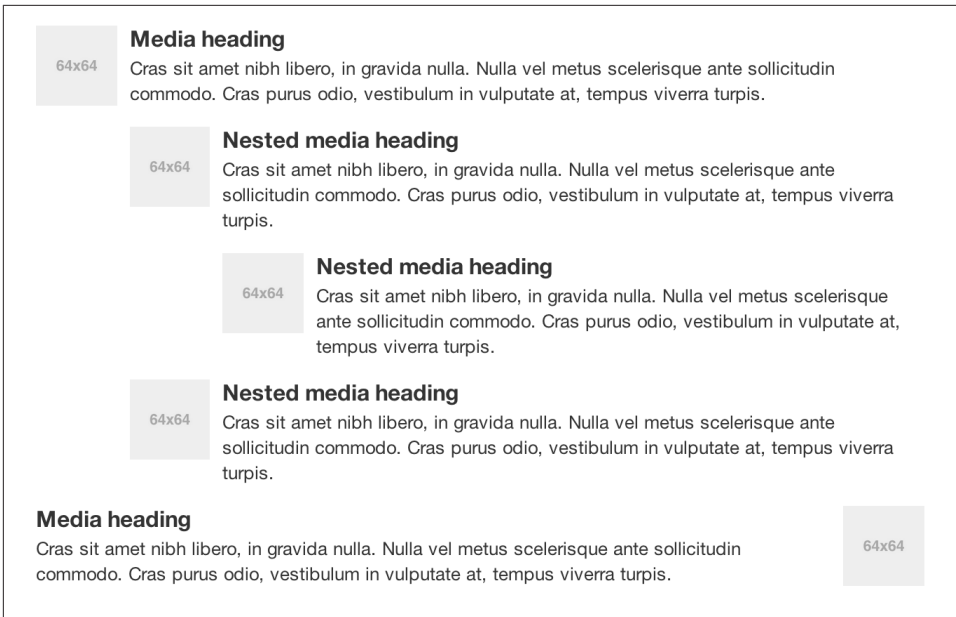 64x64
Media heading
Cras sit amet nibh libero, in gravida nulla. Nulla vel metus scelerisque ante sollicitudin
commodo. Cras purus odio, vestibulum in vulputate at, tempus viverra turpis.
64x64
Nested media heading
Cras sit amet nibh libero, in gravida nulla. Nulla vel metus scelerisque ante
sollicitudin commodo. Cras purus odio, vestibulum in vulputate at, tempus viverra
turpis.
64x64
Nested media heading
Cras sit amet nibh libero, in gravida nulla. Nulla vel metus scelerisque
ante sollicitudin commodo. Cras purus odio, vestibulum in vulputate at,
tempus viverra turpis.
64x64
Nested media heading
Cras sit amet nibh libero, in gravida nulla. Nulla vel metus scelerisque ante
sollicitudin commodo. Cras purus odio, vestibulum in vulputate at, tempus viverra
turpis.
Media heading
Cras sit amet nibh libero, in gravida nulla. Nulla vel metus scelerisque ante sollicitudin
commodo. Cras purus odio, vestibulum in vulputate at, tempus viverra turpis.
64x64